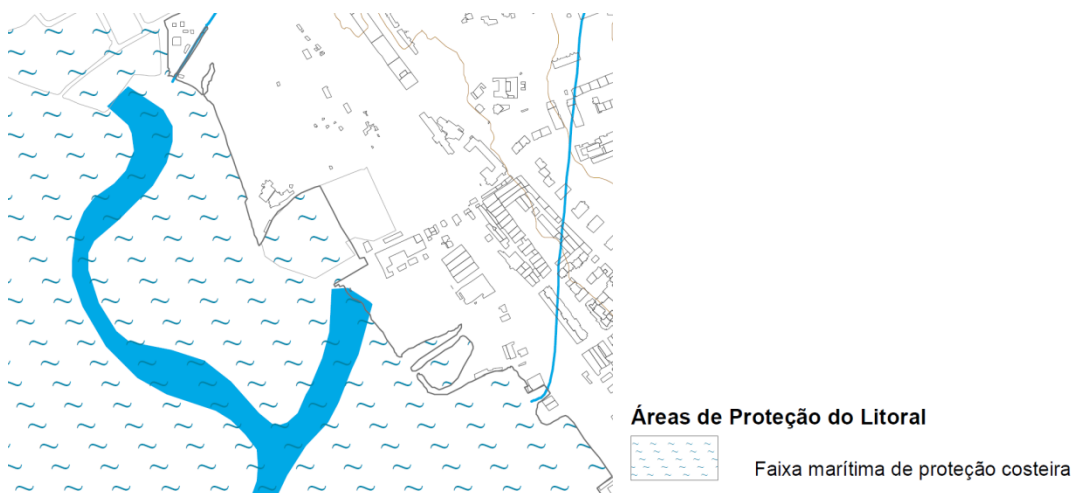 Áreas de Proteção do Litoral
Faixa marítima de proteção costeira